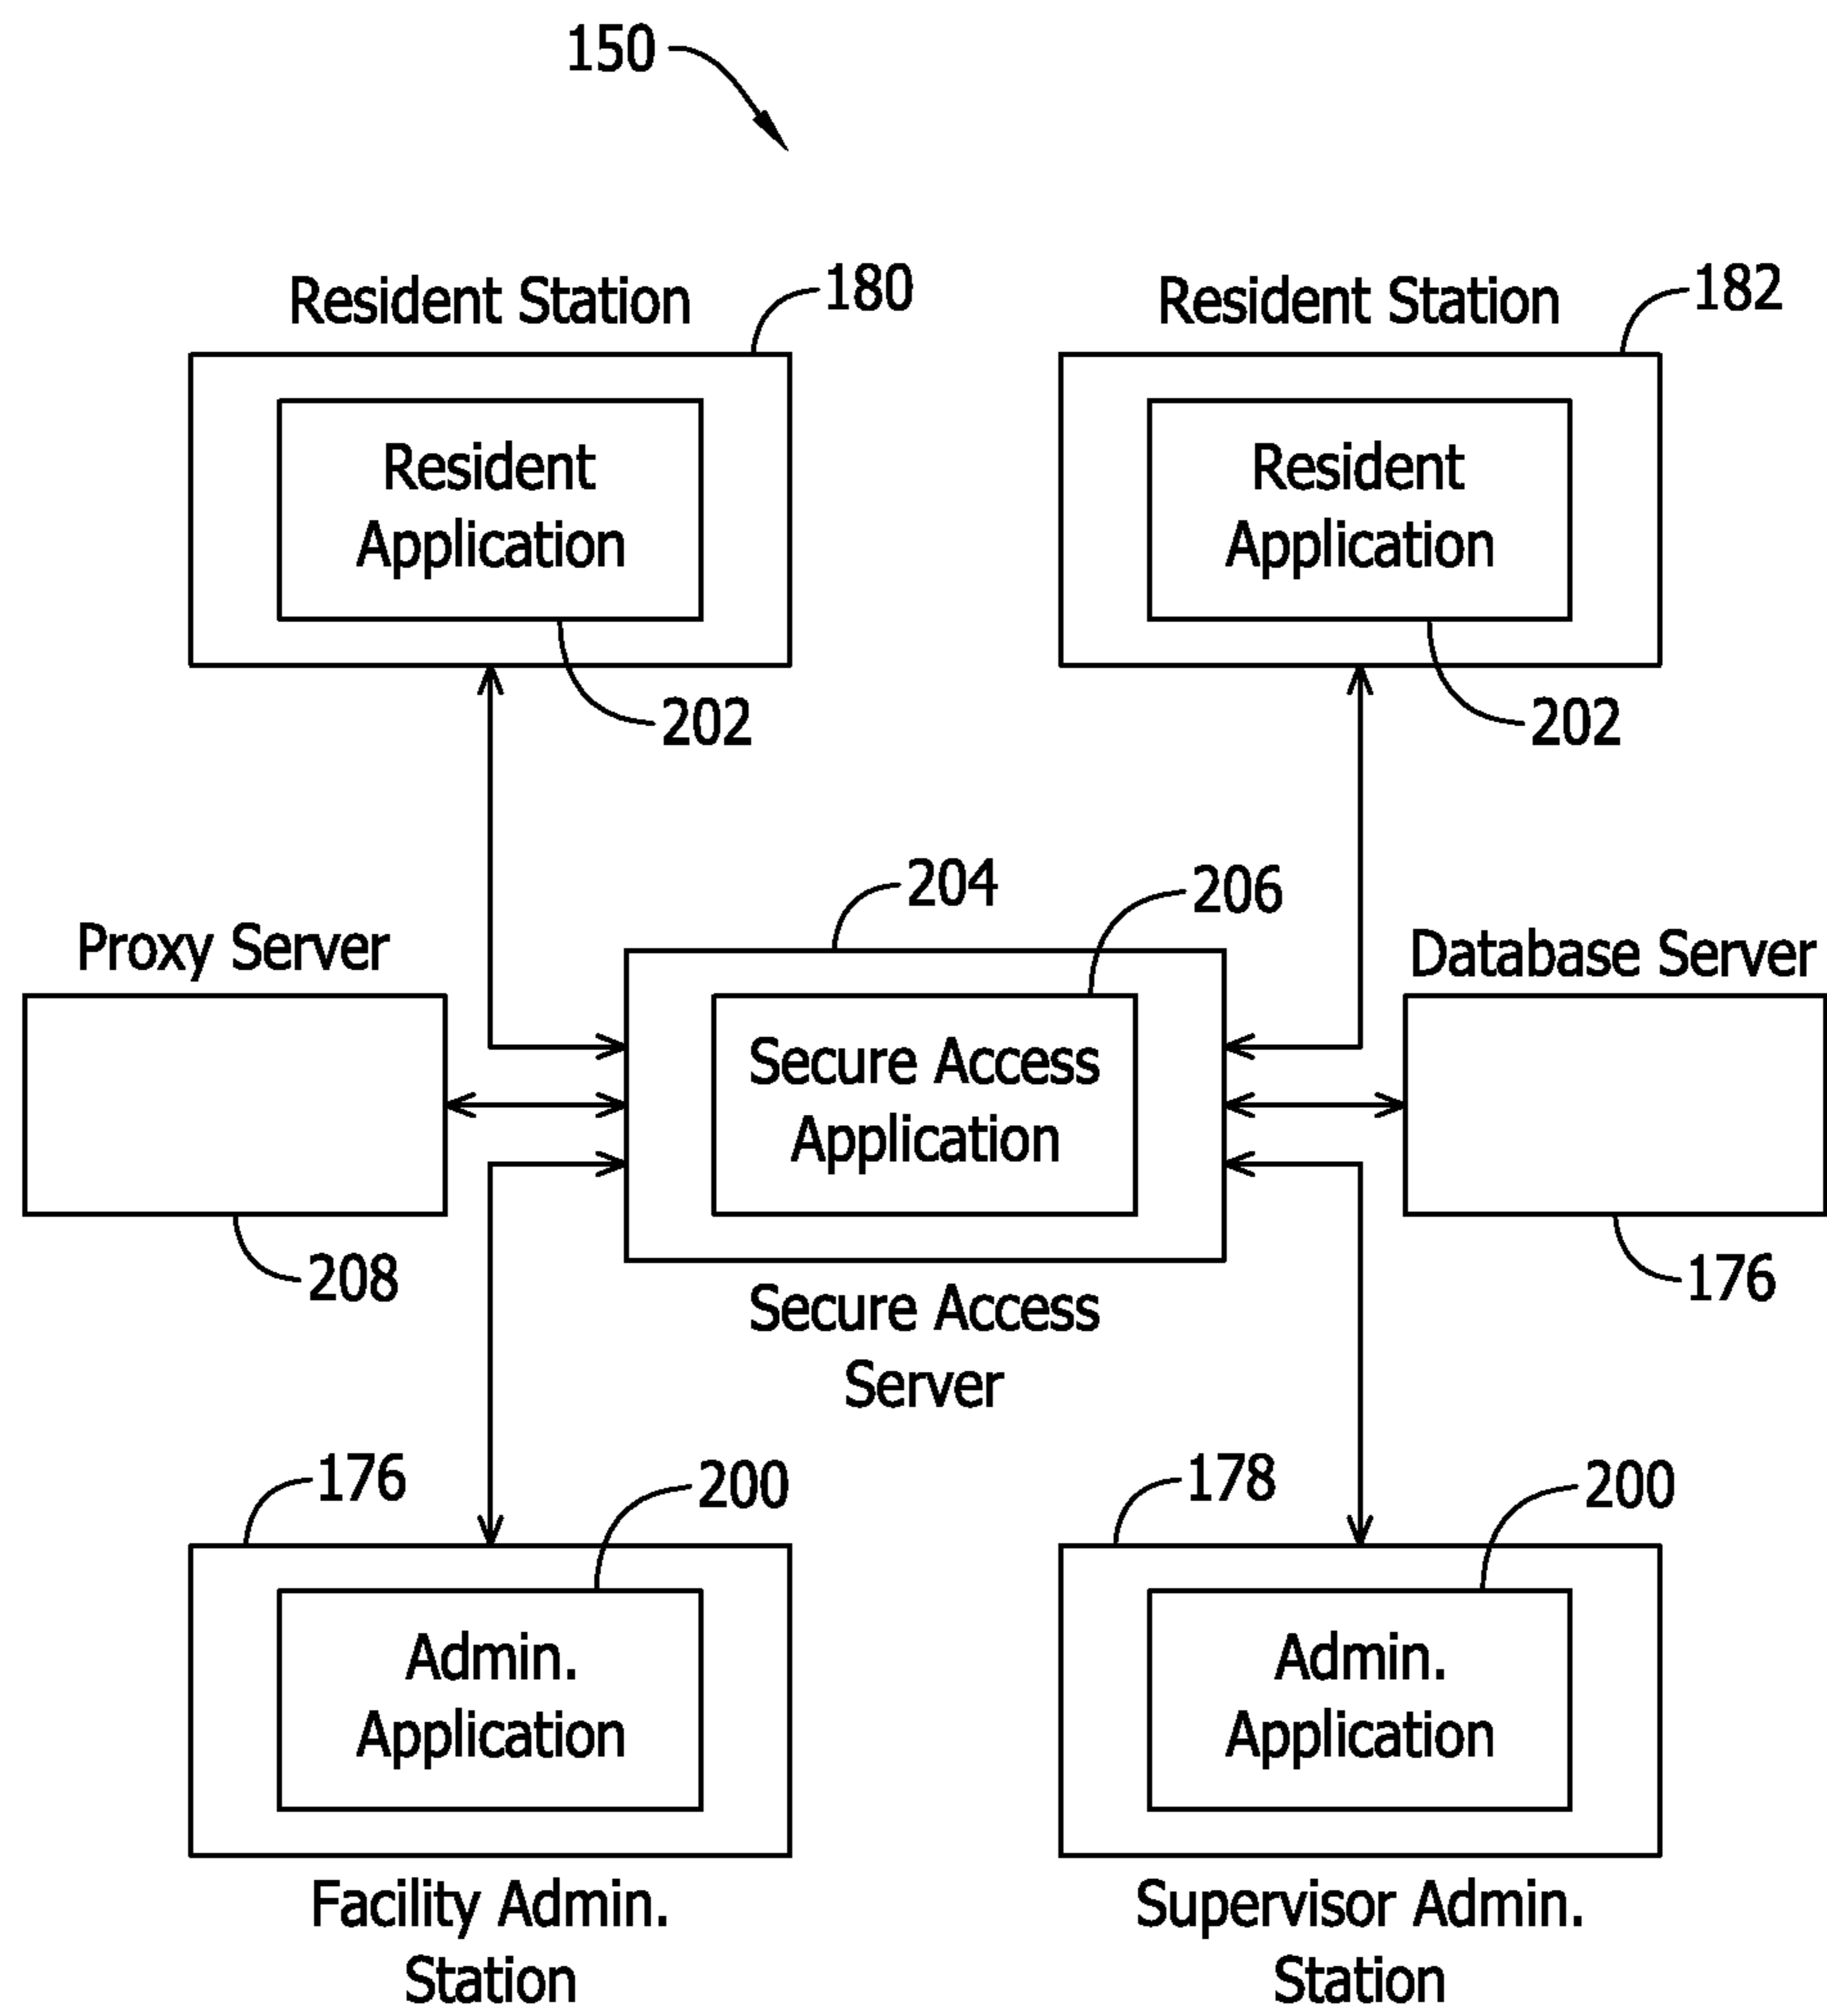 150
Resident Station
180
Resident Station
182
Resident
Application
Resident
Application
202
202
204
206
Proxy Server
Database Server
Secure Access
Application
208
176
Secure Access
Server
176
200
178
200
Admin.
Application
Admin.
Application
Facility Admin.
Station
Supervisor Admin.
Station